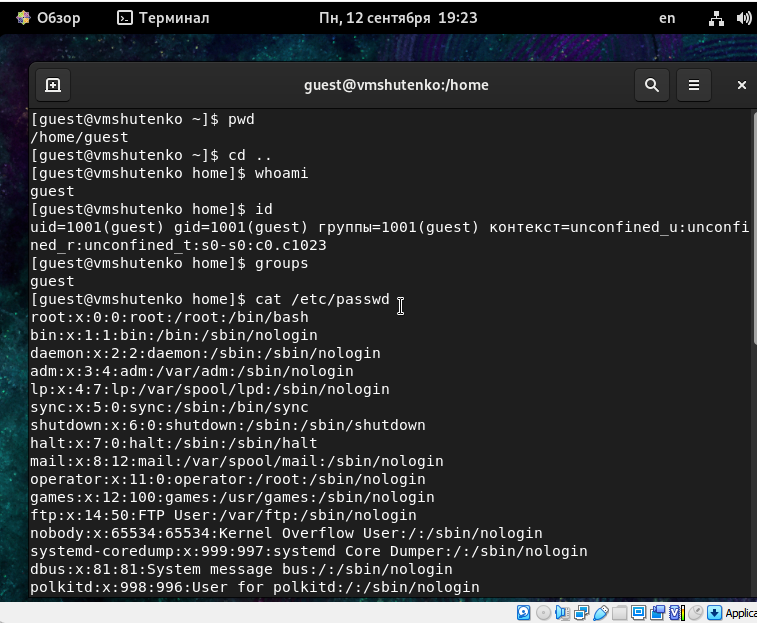 Обзор Терминал Пн, 12 сентября 19:23 en
guest@vmshutenko:/home
[guest@vmshutenko ~]$ pwd
/home/guest
[guest@vmshutenko ~]$ cd ..
[guest@vmshutenko home]$ whoami
guest
[guest@vmshutenko home]$ id
uid=1001(guest) gid=1001(guest) группы=1001(guest) контекст=unconfined_u:unconfi
ned_r:unconfined_t:s0-s0:c0.c1023
[guest@vmshutenko home]$ groups
guest
[guest@vmshutenko home]$ cat /etc/passwd
root:x:0:0:root:/root:/bin/bash
bin:x:1:1:bin:/bin:/sbin/nologin
daemon:x:2:2:daemon:/sbin:/sbin/nologin
adm:x:3:4:adm:/var/adm:/sbin/nologin
lp:x:4:7:lp:/var/spool/lpd:/sbin/nologin
sync:x:5:0:sync:/sbin:/bin/sync
shutdown:x:6:0:shutdown:/sbin:/sbin/shutdown
halt:x:7:0:halt:/sbin:/sbin/halt
mail:x:8:12:mail:/var/spool/mail:/sbin/nologin
operator:x:11:0:operator:/root:/sbin/nologin
games:x:12:100:games:/usr/games:/sbin/nologin
ftp:x:14:50:FTP User:/var/ftp:/sbin/nologin
nobody:x:65534:65534:Kernel Overflow User:/:/sbin/nologin
systemd-coredump:x:999:997:systemd Core Dumper:/:/sbin/nologin
dbus:x:81:81:System message bus:/:/sbin/nologin
polkitd:x:998:996:User for polkitd:/:/sbin/nologin
Applica